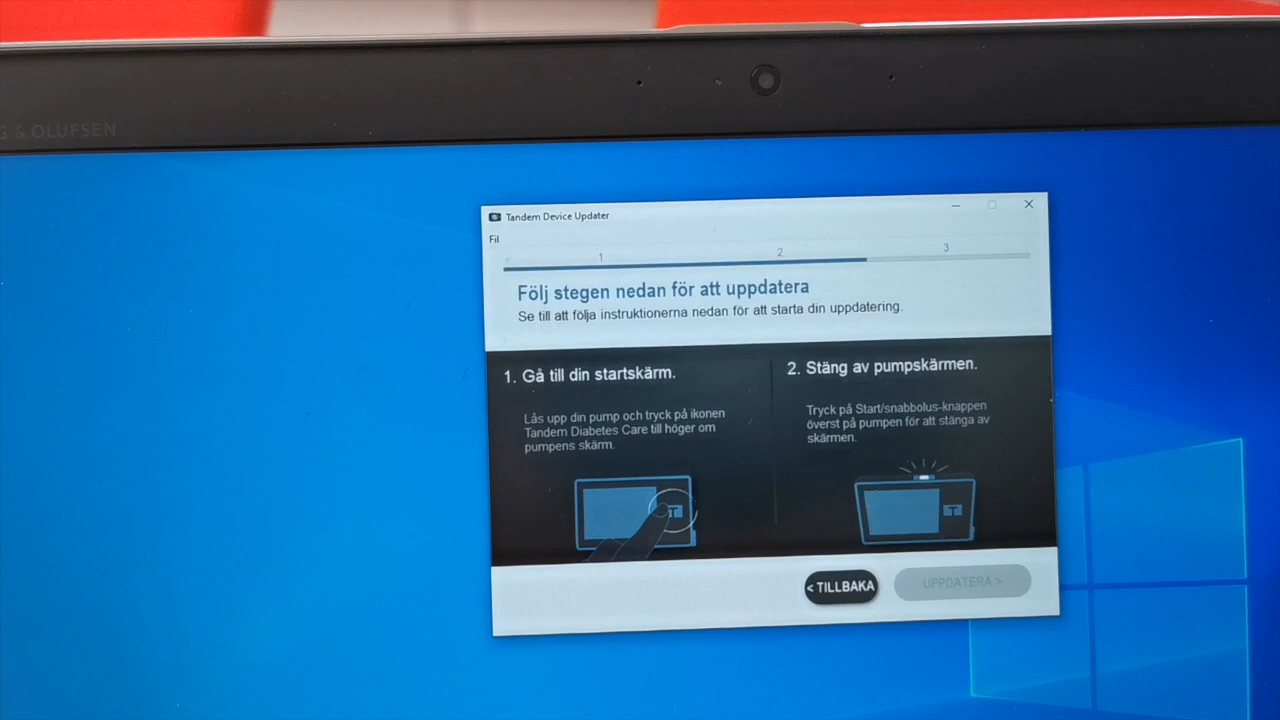 & OLUFSEN
Tandem Device Updater
Fil
1 2 3
Följ stegen nedan för att uppdatera
Se till att följa instruktionerna nedan för att starta din uppdatering.
1. Gå till din startskärm.
Lås upp din pump och tryck på ikonen
Tandem Diabetes Care till höger om
pumpens skärm.
2. Stäng av pumpskärmen.
Tryck på Start/snabbolus-knappen
överst på pumpen för att stänga av
skärmen.
< TILLBAKA
UPPDATERA >